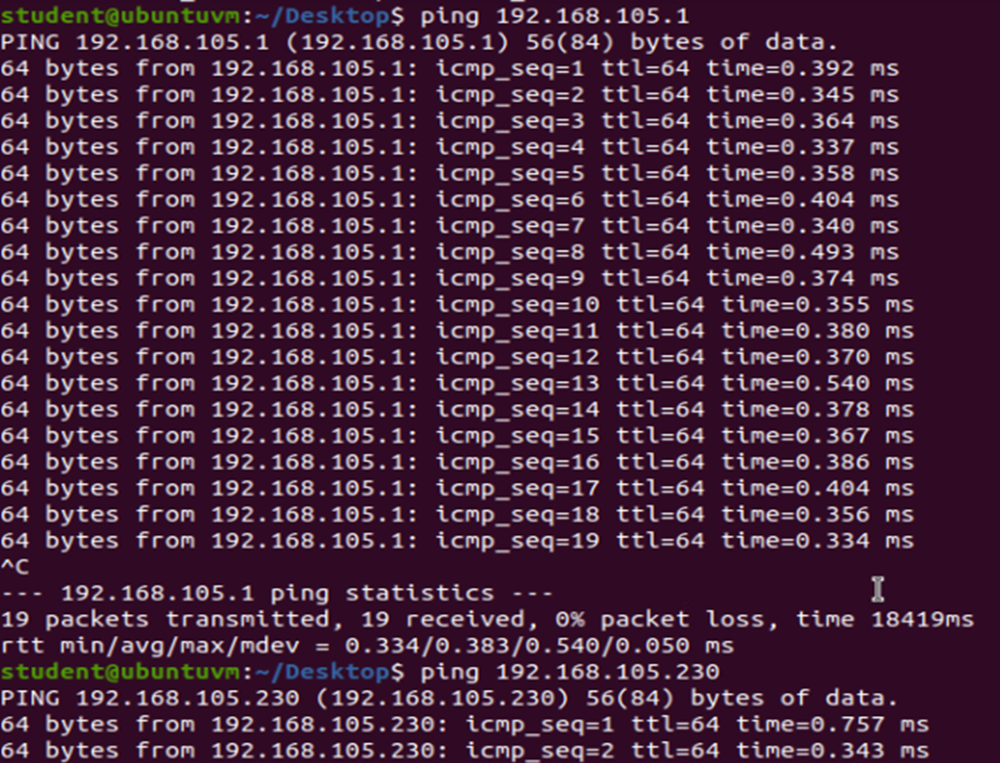 student@ubuntuvm:~/Desktop$ ping 192.168.105.1
PING 192.168.105.1 (192.168.105.1) 56(84) bytes of data.
64 bytes from 192.168.105.1: icmp_seq=1 ttl=64 time=0.392 ms
64 bytes from 192.168.105.1: icmp_seq=2 ttl=64 time=0.345 ms
64 bytes from 192.168.105.1: icmp_seq=3 ttl=64 time=0.364 ms
64 bytes from 192.168.105.1: icmp_seq=4 ttl=64 time=0.337 ms
64 bytes from 192.168.105.1: icmp_seq=5 ttl=64 time=0.358 ms
64 bytes from 192.168.105.1: icmp_seq=6 ttl=64 time=0.404 ms
64 bytes from 192.168.105.1: icmp_seq=7 ttl=64 time=0.340 ms
64 bytes from 192.168.105.1: icmp_seq=8 ttl=64 time=0.493 ms
64 bytes from 192.168.105.1: icmp_seq=9 ttl=64 time=0.374 ms
64 bytes from 192.168.105.1: icmp_seq=10 ttl=64 time=0.355 ms
64 bytes from 192.168.105.1: icmp_seq=11 ttl=64 time=0.380 ms
64 bytes from 192.168.105.1: icmp_seq=12 ttl=64 time=0.370 ms
64 bytes from 192.168.105.1: icmp_seq=13 ttl=64 time=0.540 ms
64 bytes from 192.168.105.1: icmp_seq=14 ttl=64 time=0.378 ms
64 bytes from 192.168.105.1: icmp_seq=15 ttl=64 time=0.367 ms
64 bytes from 192.168.105.1: icmp_seq=16 ttl=64 time=0.386 ms
64 bytes from 192.168.105.1: icmp_seq=17 ttl=64 time=0.404 ms
64 bytes from 192.168.105.1: icmp_seq=18 ttl=64 time=0.356 ms
64 bytes from 192.168.105.1: icmp_seq=19 ttl=64 time=0.334 ms
^C
--- 192.168.105.1 ping statistics ---
19 packets transmitted, 19 received, 0% packet loss, time 18419ms
rtt min/avg/max/mdev = 0.334/0.383/0.540/0.050 ms
student@ubuntuvm:~/Desktop$ ping 192.168.105.230
PING 192.168.105.230 (192.168.105.230) 56(84) bytes of data.
64 bytes from 192.168.105.230: icmp_seq=1 ttl=64 time=0.757 ms
64 bytes from 192.168.105.230: icmp_seq=2 ttl=64 time=0.343 ms